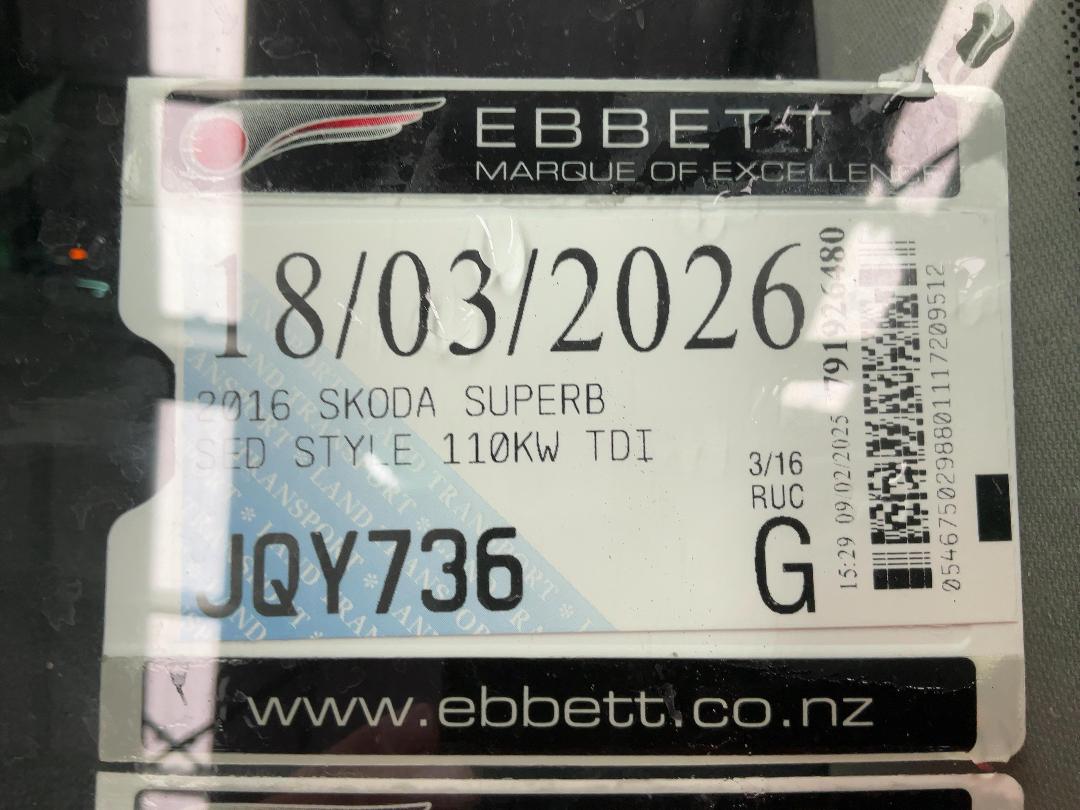 EBBETT
MARQUE OF EXCELLENCE
18/03/2026
2016 SKODA SUPERB
SED STYLE 110KW TDI
3/16
RUC
JQY736
G
15:29 09/02/2025 -791926480
05467502988011117209512
www.ebbett.co.nz